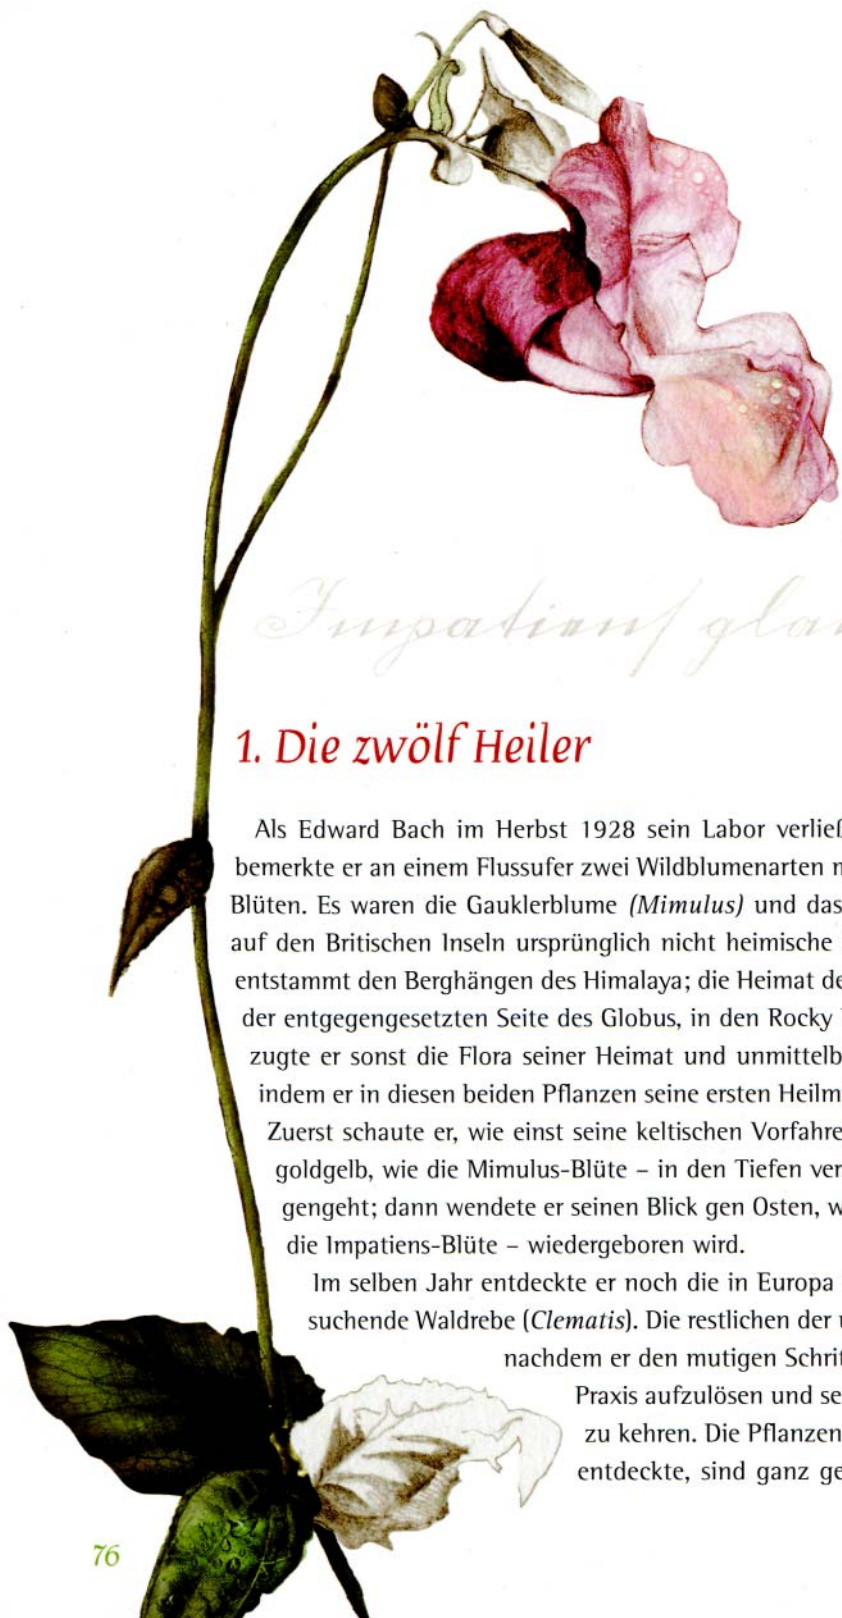 Impatiens gla
1. Die zwölf Heiler
Als Edward Bach im Herbst 1928 sein Labor verließ
bemerkte er an einem Flussufer zwei Wildblumenarten
Blüten. Es waren die Gauklerblume (Mimulus) und das
auf den Britischen Inseln ursprünglich nicht heimische
entstammt den Berghängen des Himalaya; die Heimat de
der entgegengesetzten Seite des Globus, in den Rocky
zugte er sonst die Flora seiner Heimat und unmittelb
indem er in diesen beiden Pflanzen seine ersten Heilm
Zuerst schaute er, wie einst seine keltischen Vorfahre
goldgelb, wie die Mimulus-Blüte – in den Tiefen ver
gengeht; dann wendete er seinen Blick gen Osten, w
die Impatiens-Blüte – wiedergeboren wird.
Im selben Jahr entdeckte er noch die in Europa
suchende Waldrebe (Clematis). Die restlichen der
nachdem er den mutigen Schrit
Praxis aufzulösen und se
zu kehren. Die Pflanzen
entdeckte, sind ganz ge
76